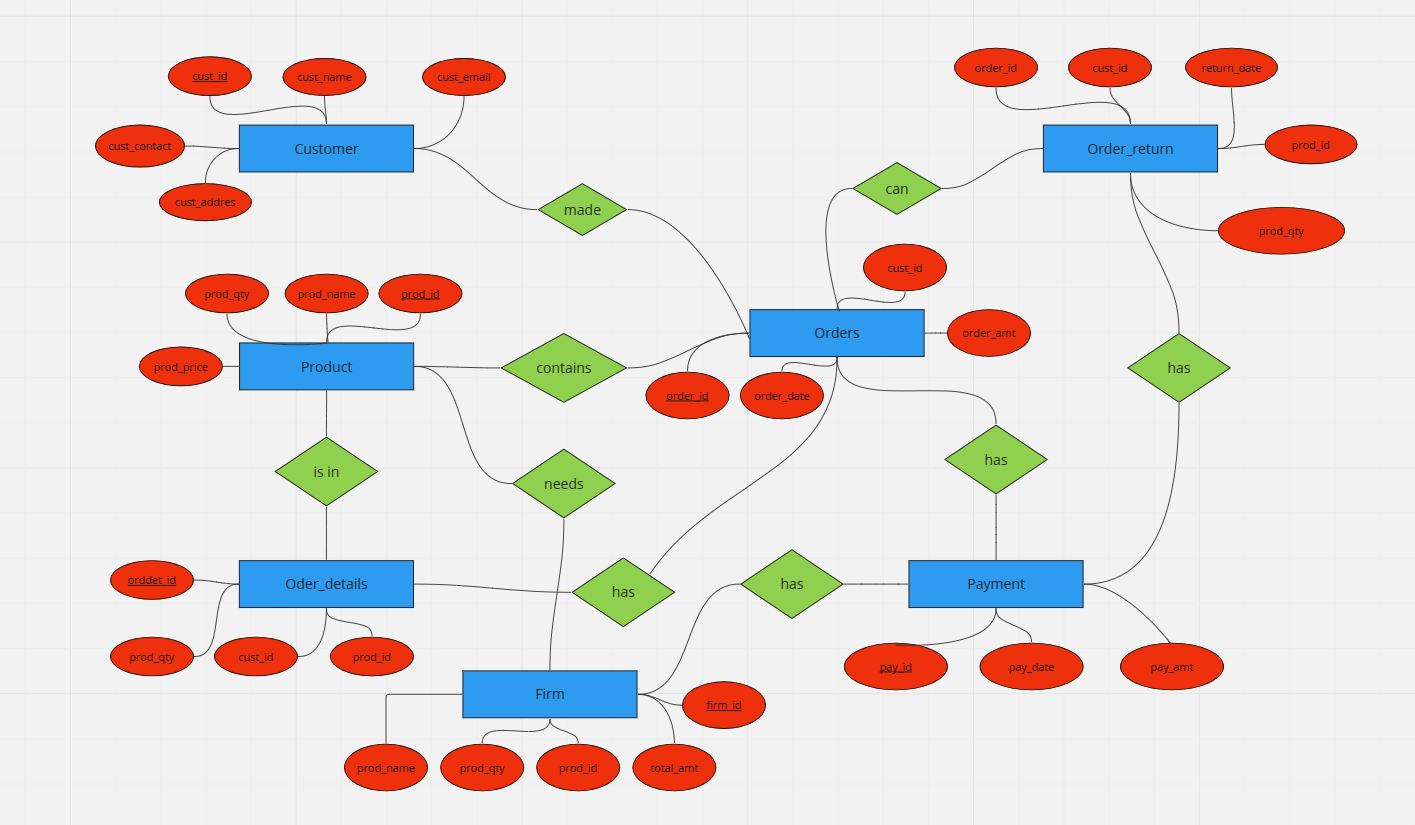 cust_id
cust_name
cust_email
order_id
cust_id
return_date
cust_contact
Customer
Order_return
prod_id
can
cust_addres
made
prod_qty
cust_id
prod_qty
prod_name
prod_id
Orders
order_amt
prod_price
Product
contains
has
order_id
order_date
has
is in
needs
orddet_id
Oder_details
has
has
Payment
prod_qty
cust_id
prod_id
pay_id
pay_date
pay_amt
Firm
firm_id
prod_name
prod_qty
prod_id
total_amt